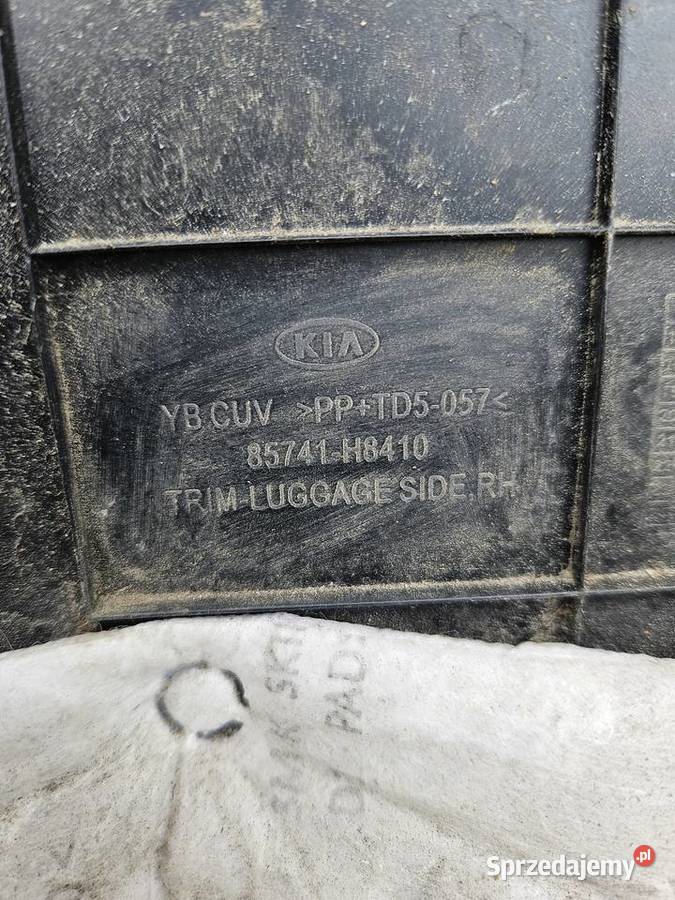 KIA
YB CUV >PP+TD5-057<
85741-H8410
TRIM-LUGGAGE SIDE,RH
Sprzedajemy.pl